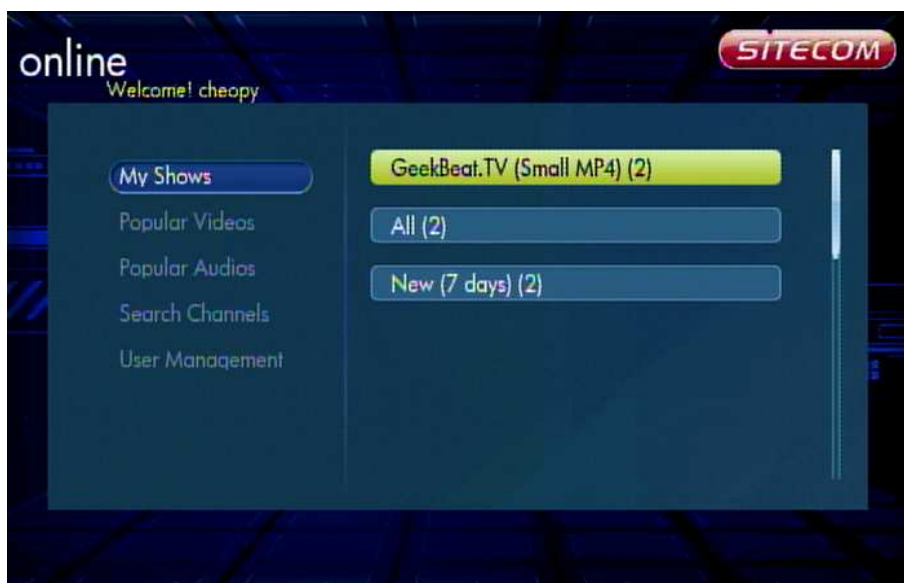 online
SITECOM
Welcome! cheopy
My Shows
Popular Videos
Popular Audios
Search Channels
User Management
GeekBeat.TV (Small MP4) (2)
All (2)
New (7 days) (2)